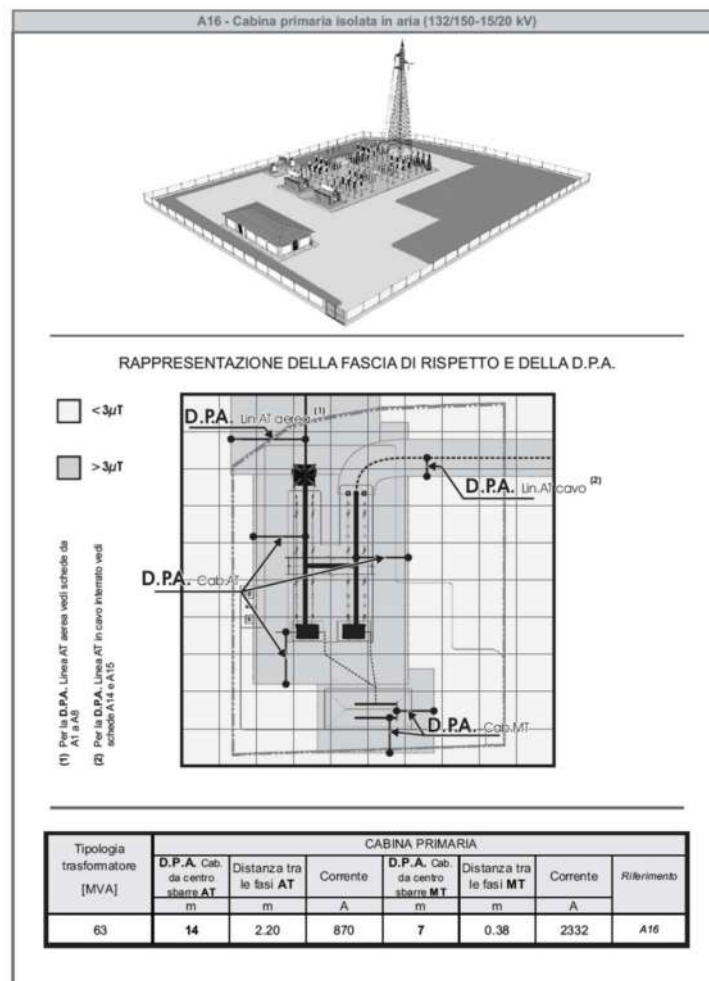 A16 - Cabina primaria isolata in aria (132/150-15/20 kV)
RAPPRESENTAZIONE DELLA FASCIA DI RISPETTO E DELLA D.P.A.
<3µT
>3µT
(1) Per la D.P.A. Linea AT aerea vedi schede da
A1 a A8
(2) Per la D.P.A. Linea AT in cavo interrato vedi
schede A14 e A15
D.P.A. Lin.AT aerea (1)
D.P.A. Lin.AT cavo (2)
D.P.A. Cab.AT
D.P.A. Cab.MT
Tipologia
trasformatore
[MVA]
CABINA PRIMARIA
D.P.A. Cab.
da centro
sbarre AT
Distanza tra
le fasi AT
Corrente
D.P.A. Cab.
da centro
sbarre MT
Distanza tra
le fasi MT
Corrente
Riferimento
m m A m m A
63 14 2.20 870 7 0.38 2332 A16